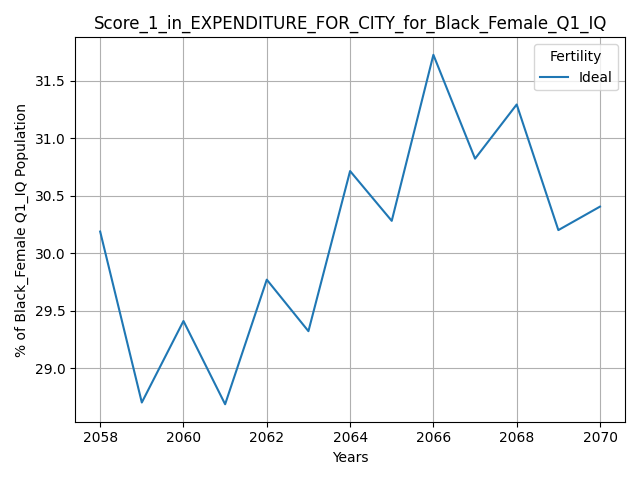 Score_1_in_EXPENDITURE_FOR_CITY_for_Black_Female_Q1_IQ
Fertility
Ideal
% of Black_Female Q1_IQ Population
31.5
31.0
30.5
30.0
29.5
29.0
2058 2060 2062 2064 2066 2068 2070
Years